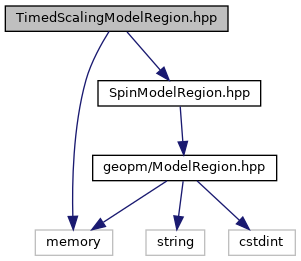 TimedScalingModelRegion.hpp
SpinModelRegion.hpp
geopm/ModelRegion.hpp
memory
string
cstdint